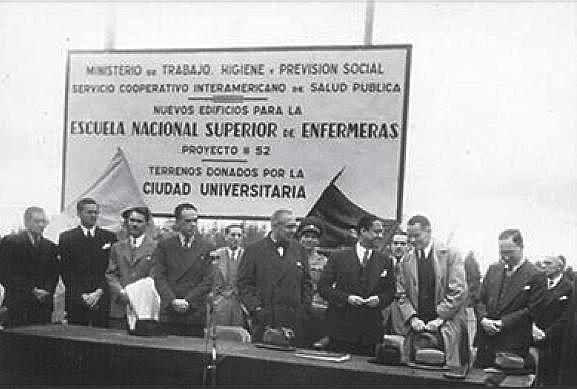 MINISTERIO DE TRABAJO, HIGIENE Y PREVISION SOCIAL
SERVICIO COOPERATIVO INTERAMERICANO DE SALUD PUBLICA
NUEVOS EDIFICIOS PARA LA
ESCUELA NACIONAL SUPERIOR DE ENFERMERAS
PROYECTO # 52
TERRENOS DONADOS POR LA
CIUDAD UNIVERSITARIA